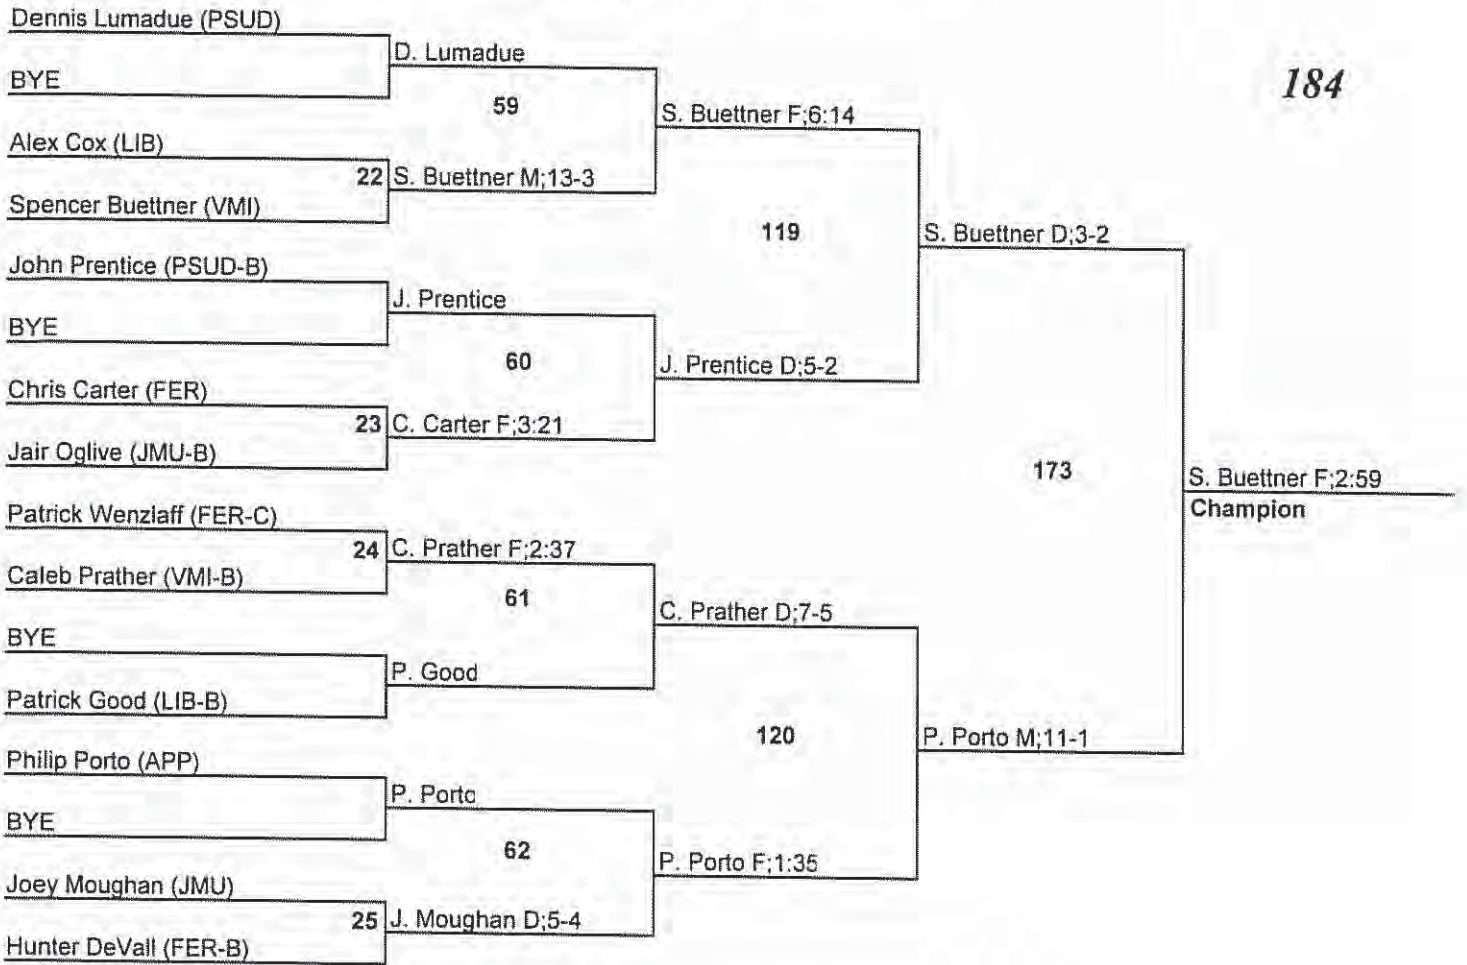 Dennis Lumadue (PSUD)
D. Lumadue
BYE
184
59
S. Buettner F;6:14
Alex Cox (LIB)
22 S. Buettner M;13-3
Spencer Buettner (VMI)
119
S. Buettner D;3-2
John Prentice (PSUD-B)
J. Prentice
BYE
60
J. Prentice D;5-2
Chris Carter (FER)
23 C. Carter F;3:21
Jair Oglive (JMU-B)
173
S. Buettner F;2:59
Champion
Patrick Wenzlaff (FER-C)
24 C. Prather F;2:37
Caleb Prather (VMI-B)
61
C. Prather D;7-5
BYE
P. Good
Patrick Good (LIB-B)
120
P. Porto M;11-1
Philip Porto (APP)
P. Porto
BYE
62
P. Porto F;1:35
Joey Moughan (JMU)
25 J. Moughan D;5-4
Hunter DeVall (FER-B)